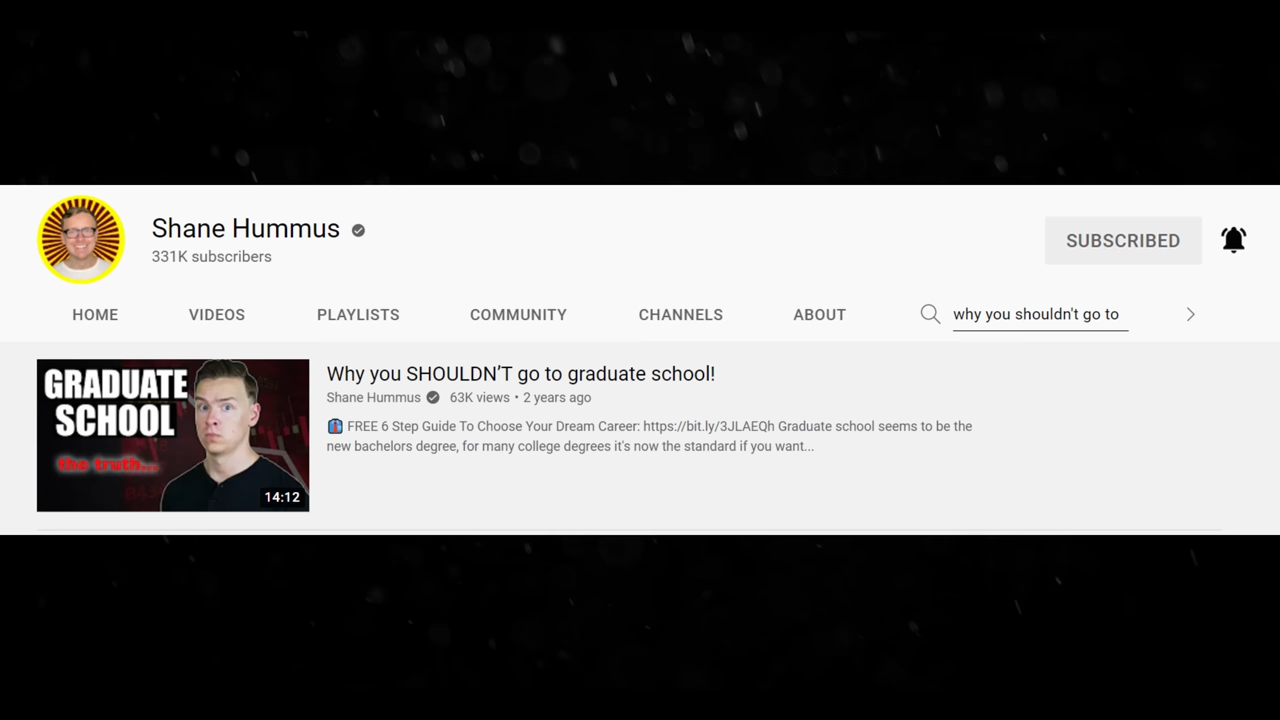 Shane Hummus
331K subscribers
SUBSCRIBED
HOME VIDEOS PLAYLISTS COMMUNITY CHANNELS ABOUT why you shouldn't go to
GRADUATE
SCHOOL
the truth...
14:12
Why you SHOULDN'T go to graduate school!
Shane Hummus 63K views • 2 years ago
FREE 6 Step Guide To Choose Your Dream Career: https://bit.ly/3JLAEQh Graduate school seems to be the
new bachelors degree, for many college degrees it's now the standard if you want...